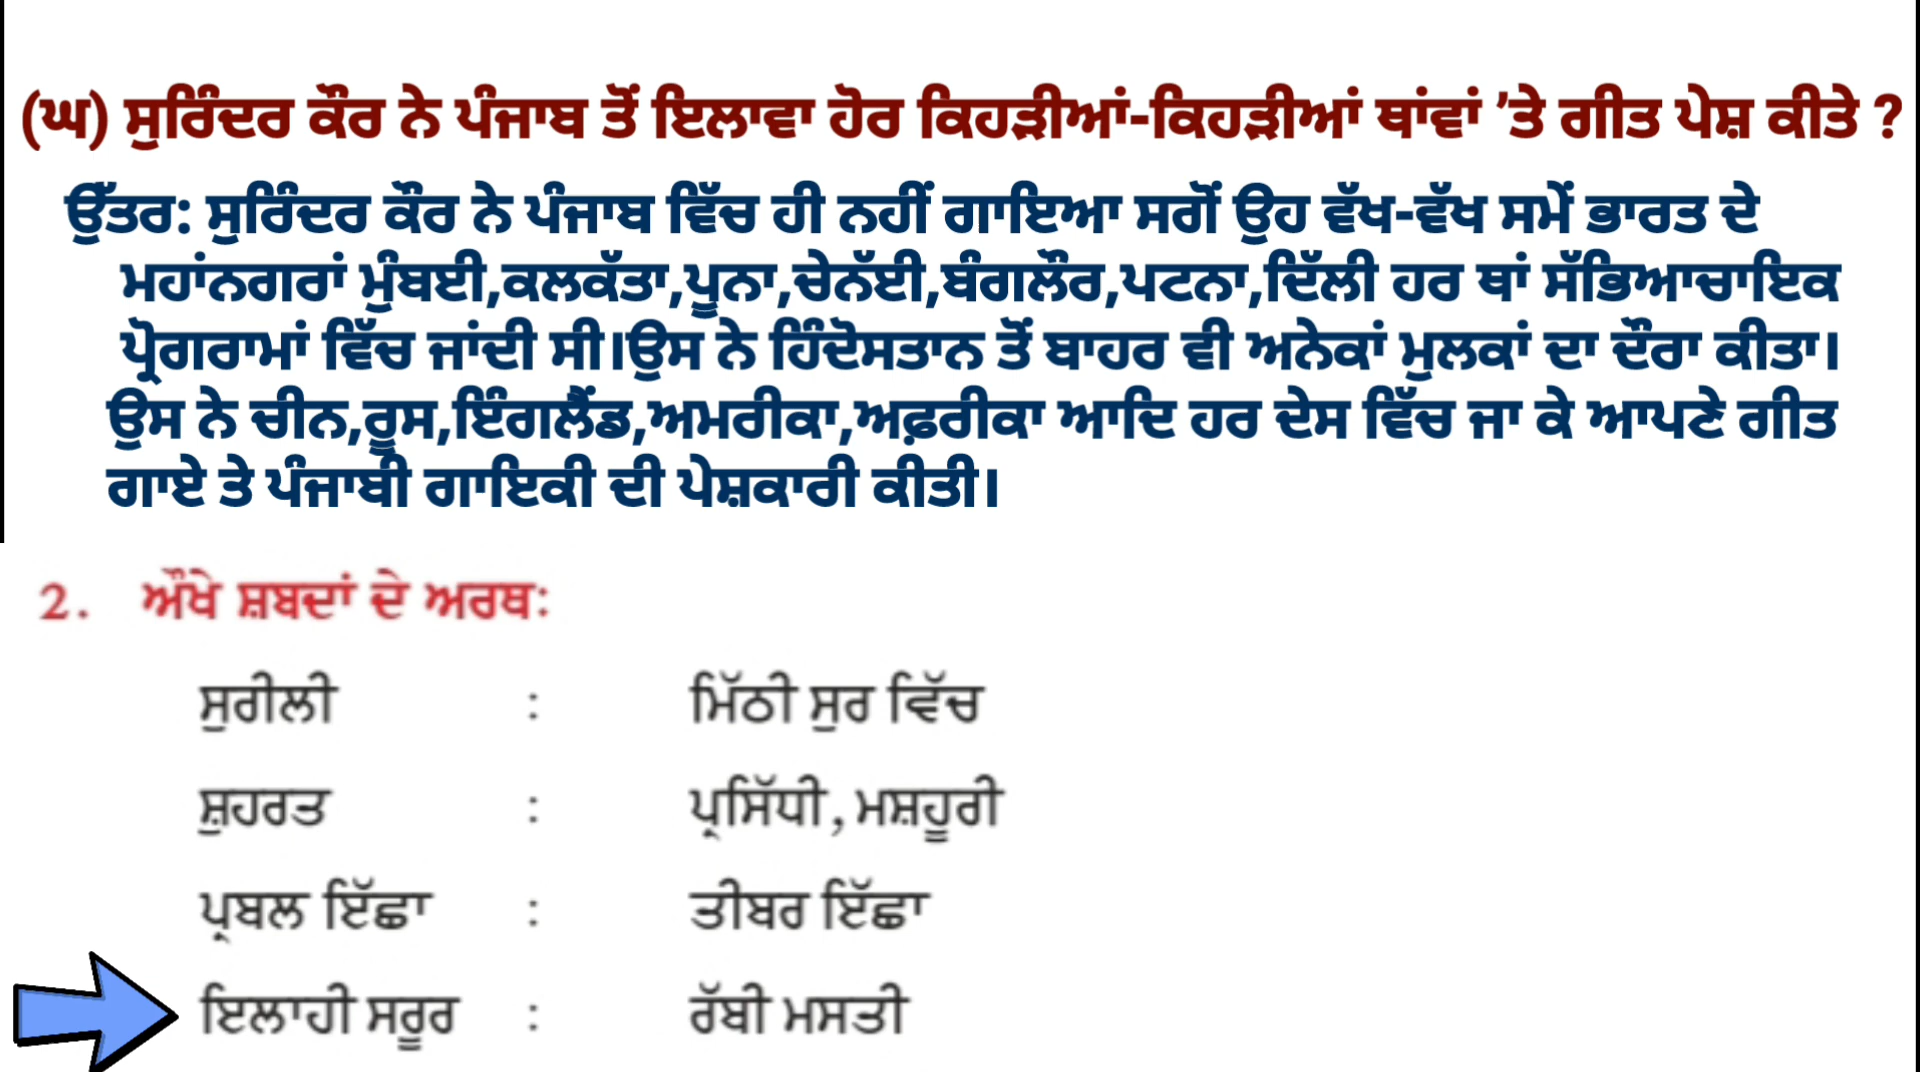 (ਘ) ਸੁਰਿੰਦਰ ਕੌਰ ਨੇ ਪੰਜਾਬ ਤੋਂ ਇਲਾਵਾ ਹੋਰ ਕਿਹੜੀਆਂ-ਕਿਹੜੀਆਂ ਥਾਂਵਾਂ ’ਤੇ ਗੀਤ ਪੇਸ਼ ਕੀਤੇ ?
ਉੱਤਰ: ਸੁਰਿੰਦਰ ਕੌਰ ਨੇ ਪੰਜਾਬ ਵਿੱਚ ਹੀ ਨਹੀਂ ਗਾਇਆ ਸਗੋਂ ਉਹ ਵੱਖ-ਵੱਖ ਸਮੇਂ ਭਾਰਤ ਦੇ
ਮਹਾਂਨਗਰਾਂ ਮੁੰਬਈ,ਕਲਕੱਤਾ,ਪੂਨਾ,ਚੇਨੱਈ,ਬੰਗਲੌਰ,ਪਟਨਾ,ਦਿੱਲੀ ਹਰ ਥਾਂ ਸੱਭਿਆਚਾਇਕ
ਪ੍ਰੋਗਰਾਮਾਂ ਵਿੱਚ ਜਾਂਦੀ ਸੀ।ਉਸ ਨੇ ਹਿੰਦੋਸਤਾਨ ਤੋਂ ਬਾਹਰ ਵੀ ਅਨੇਕਾਂ ਮੁਲਕਾਂ ਦਾ ਦੌਰਾ ਕੀਤਾ।
ਉਸ ਨੇ ਚੀਨ,ਰੂਸ,ਇੰਗਲੈਂਡ,ਅਮਰੀਕਾ,ਅਫ਼ਰੀਕਾ ਆਦਿ ਹਰ ਦੇਸ ਵਿੱਚ ਜਾ ਕੇ ਆਪਣੇ ਗੀਤ
ਗਾਏ ਤੇ ਪੰਜਾਬੀ ਗਾਇਕੀ ਦੀ ਪੇਸ਼ਕਾਰੀ ਕੀਤੀ।
2. ਔਖੇ ਸ਼ਬਦਾਂ ਦੇ ਅਰਥ:
ਸੁਰੀਲੀ : ਮਿੱਠੀ ਸੁਰ ਵਿੱਚ
ਸ਼ੁਹਰਤ : ਪ੍ਰਸਿੱਧੀ, ਮਸ਼ਹੂਰੀ
ਪ੍ਰਬਲ ਇੱਛਾ : ਤੀਬਰ ਇੱਛਾ
ਇਲਾਹੀ ਸਰੂਰ : ਰੱਬੀ ਮਸਤੀ